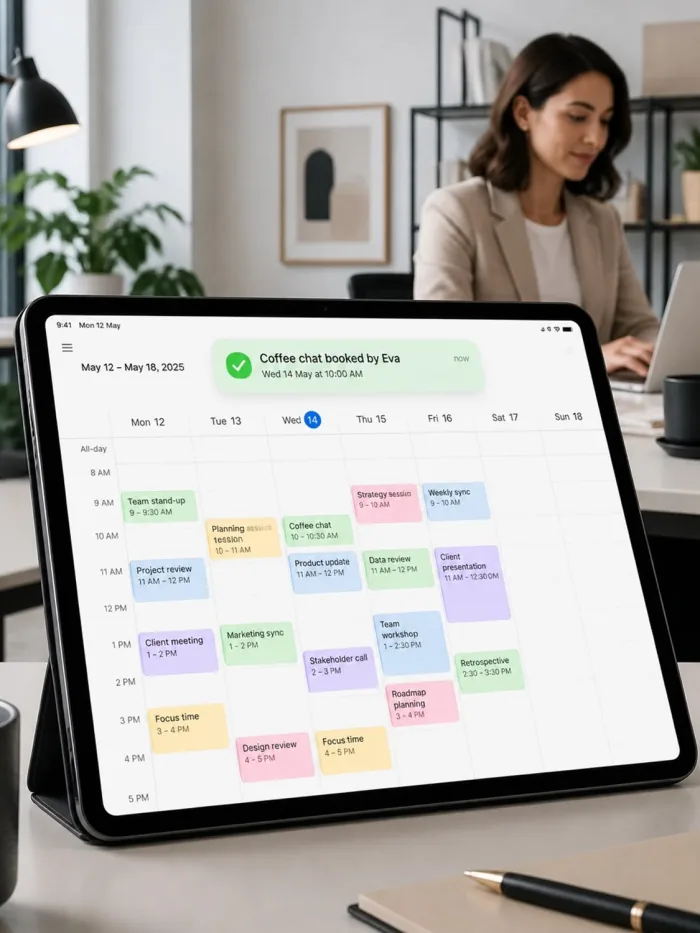 9:41 Mon 12 May
May 12 – May 18, 2025
Coffee chat booked by Eva
now
Wed 14 May at 10:00 AM
Mon 12 Tue 13 Wed 14 Thu 15 Fri 16 Sat 17 Sun 18
All-day
8 AM
9 AM
Team stand-up
9 – 9:30 AM
Strategy session
9 – 10 AM
Weekly sync
9 – 10 AM
10 AM
Planning session
10 – 11 AM
Coffee chat
10 – 10:30 AM
11 AM
Project review
11 AM – 12 PM
Product update
11 AM – 12 PM
Data review
11 AM – 12 PM
Client
presentation
11 AM – 12:30 PM
12 PM
1 PM
Client meeting
1 – 2 PM
Marketing sync
1 – 2 PM
Team
workshop
1 – 2:30 PM
2 PM
Stakeholder call
2 – 3 PM
Retrospective
2:30 – 3:30 PM
3 PM
Focus time
3 – 4 PM
Roadmap
planning
3 – 4 PM
4 PM
Design review
4 – 5 PM
Focus time
4 – 5 PM
5 PM